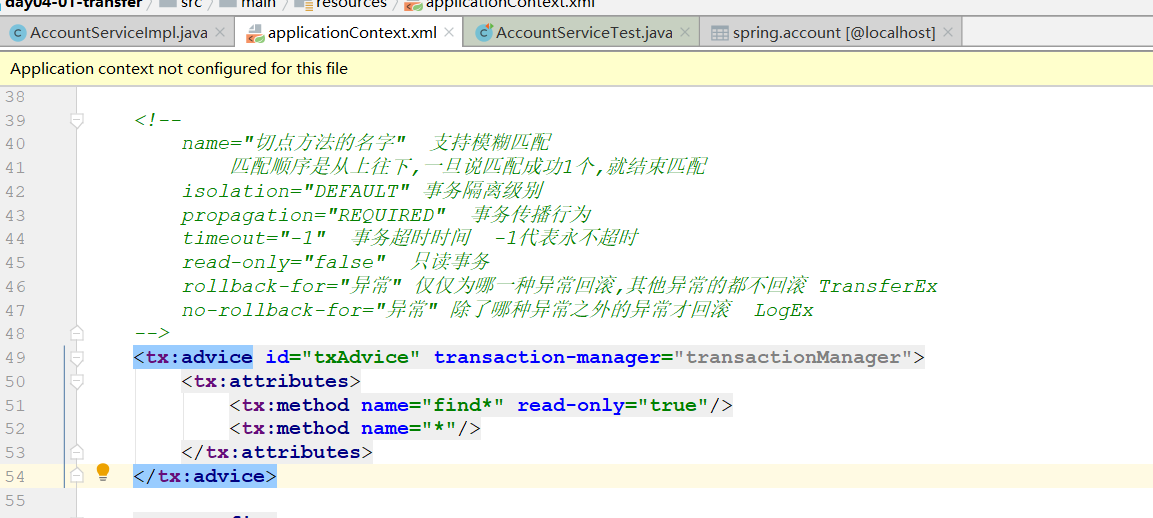 day04-01-transfer / src / main / resources / applicationContext.xml
AccountServiceImpl.java applicationContext.xml AccountServiceTest.java spring.account [@localhost]
Application context not configured for this file
38
39 <!--
40 name="切点方法的名字" 支持模糊匹配
41 匹配顺序是从上往下,一旦说匹配成功1个,就结束匹配
42 isolation="DEFAULT" 事务隔离级别
43 propagation="REQUIRED" 事务传播行为
44 timeout="-1" 事务超时时间 -1代表永不超时
45 read-only="false" 只读事务
46 rollback-for="异常" 仅仅为哪一种异常回滚,其他异常的都不回滚 TransferEx
47 no-rollback-for="异常" 除了哪种异常之外的异常才回滚 LogEx
48 -->
49 <tx:advice id="txAdvice" transaction-manager="transactionManager">
50 <tx:attributes>
51 <tx:method name="find*" read-only="true"/>
52 <tx:method name="*"/>
53 </tx:attributes>
54 </tx:advice>
55